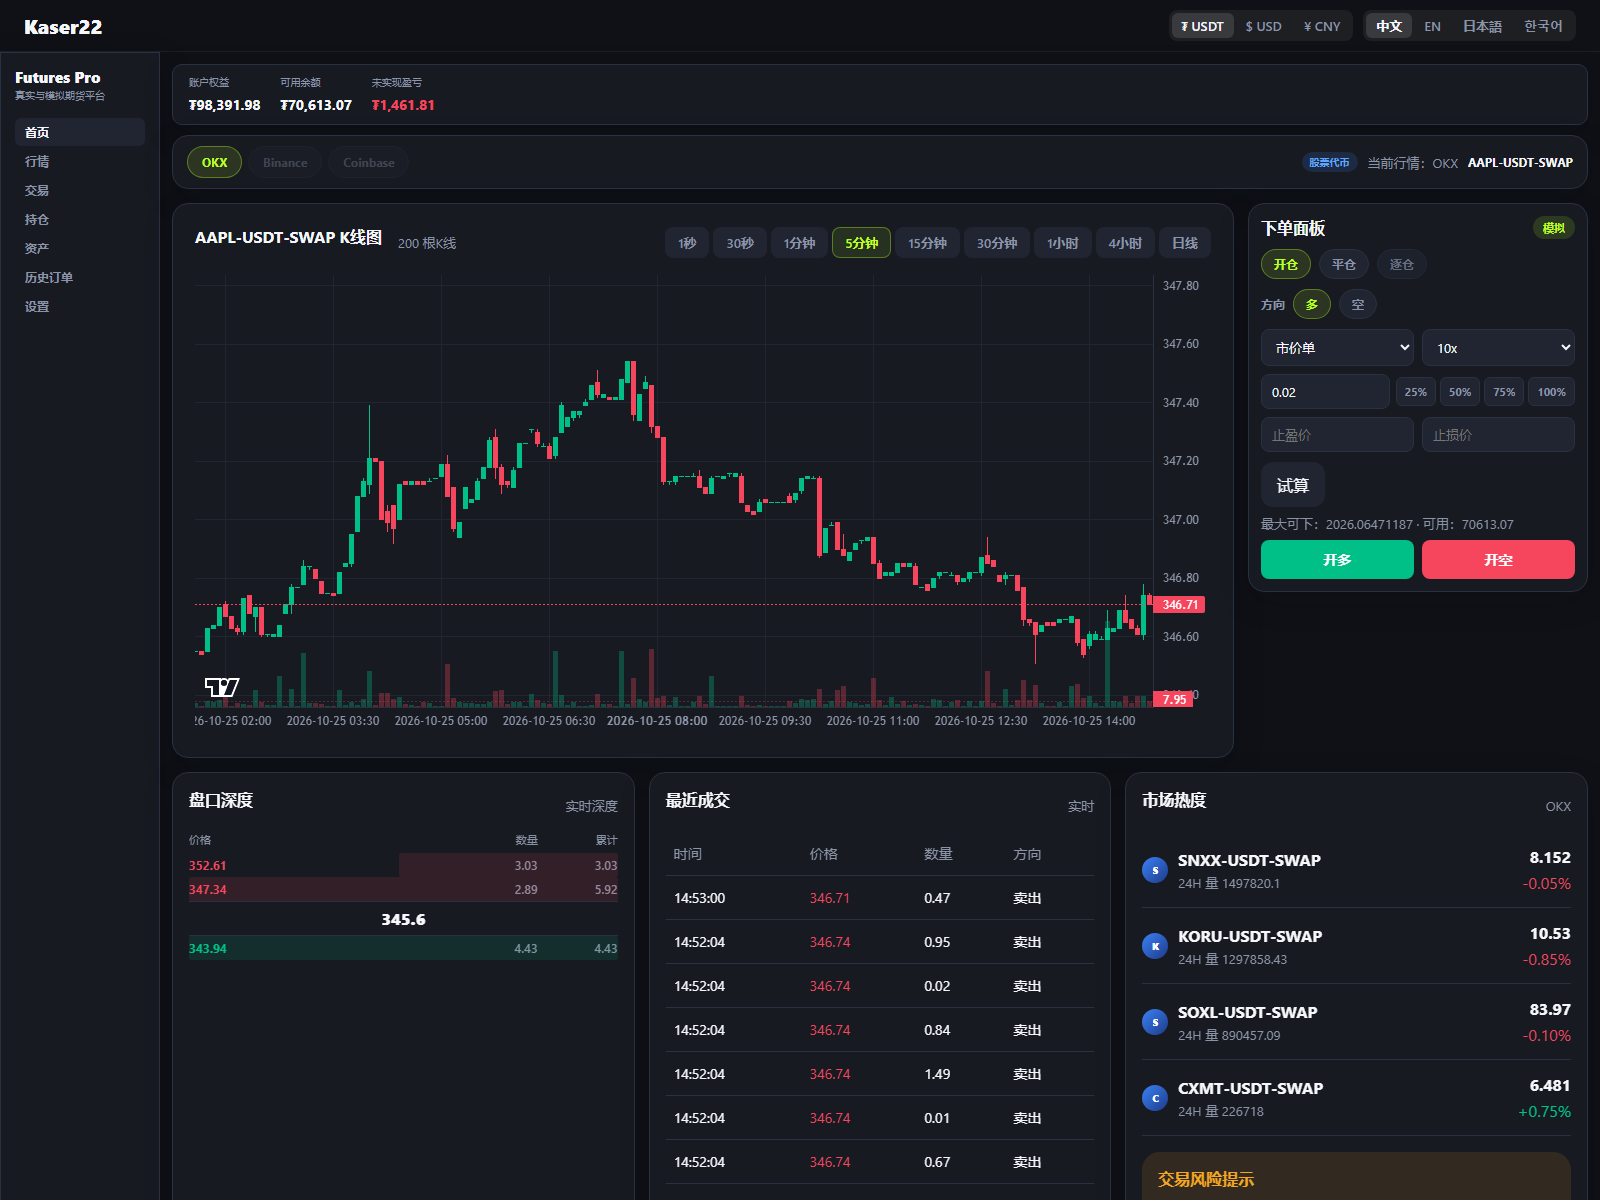 Kaser22
₮ USDT $ USD ¥ CNY 中文 EN 日本語 한국어
Futures Pro
真实与模拟期货平台
首页
行情
交易
持仓
资产
历史订单
设置
账户权益 可用余额 未实现盈亏
₮98,391.98 ₮70,613.07 ₮1,461.81
OKX Binance Coinbase
股票代币 当前行情: OKX AAPL-USDT-SWAP
AAPL-USDT-SWAP K线图 200 根K线
1秒 30秒 1分钟 5分钟 15分钟 30分钟 1小时 4小时 日线
347.80
347.60
347.40
347.20
347.00
346.80
346.71
346.60
7.95
26-10-25 02:00 2026-10-25 03:30 2026-10-25 05:00 2026-10-25 06:30 2026-10-25 08:00 2026-10-25 09:30 2026-10-25 11:00 2026-10-25 12:30 2026-10-25 14:00
下单面板 模拟
开仓 平仓 逐仓
方向 多 空
市价单 10x
0.02 25% 50% 75% 100%
止盈价 止损价
试算
最大可下: 2026.06471187 · 可用: 70613.07
开多 开空
盘口深度 实时深度
价格 数量 累计
352.61 3.03 3.03
347.34 2.89 5.92
345.6
343.94 4.43 4.43
最近成交 实时
时间 价格 数量 方向
14:53:00 346.71 0.47 卖出
14:52:04 346.74 0.95 卖出
14:52:04 346.74 0.02 卖出
14:52:04 346.74 0.84 卖出
14:52:04 346.74 1.49 卖出
14:52:04 346.74 0.01 卖出
14:52:04 346.74 0.67 卖出
市场热度 OKX
S SNXX-USDT-SWAP 8.152
24H 量 1497820.1 -0.05%
K KORU-USDT-SWAP 10.53
24H 量 1297858.43 -0.85%
S SOXL-USDT-SWAP 83.97
24H 量 890457.09 -0.10%
C CXMT-USDT-SWAP 6.481
24H 量 226718 +0.75%
交易风险提示